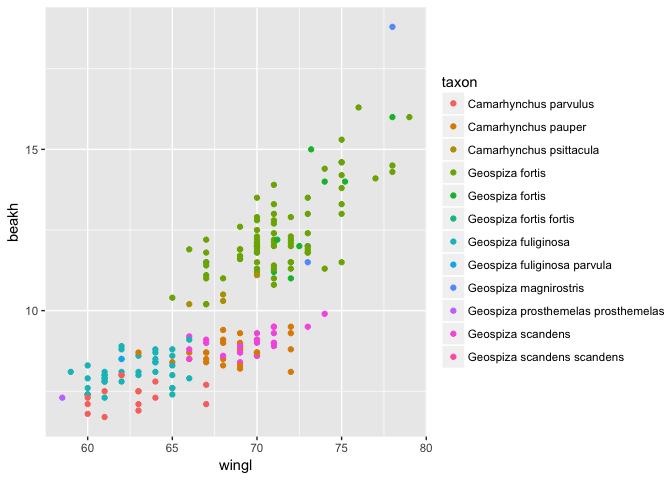 beakh
15
10
60
65
70
75
80
wingl
taxon
Camarhynchus parvulus
Camarhynchus pauper
Camarhynchus psittacula
Geospiza fortis
Geospiza fortis
Geospiza fortis fortis
Geospiza fuliginosa
Geospiza fuliginosa parvula
Geospiza magnirostris
Geospiza prosthemelas prosthemelas
Geospiza scandens
Geospiza scandens scandens